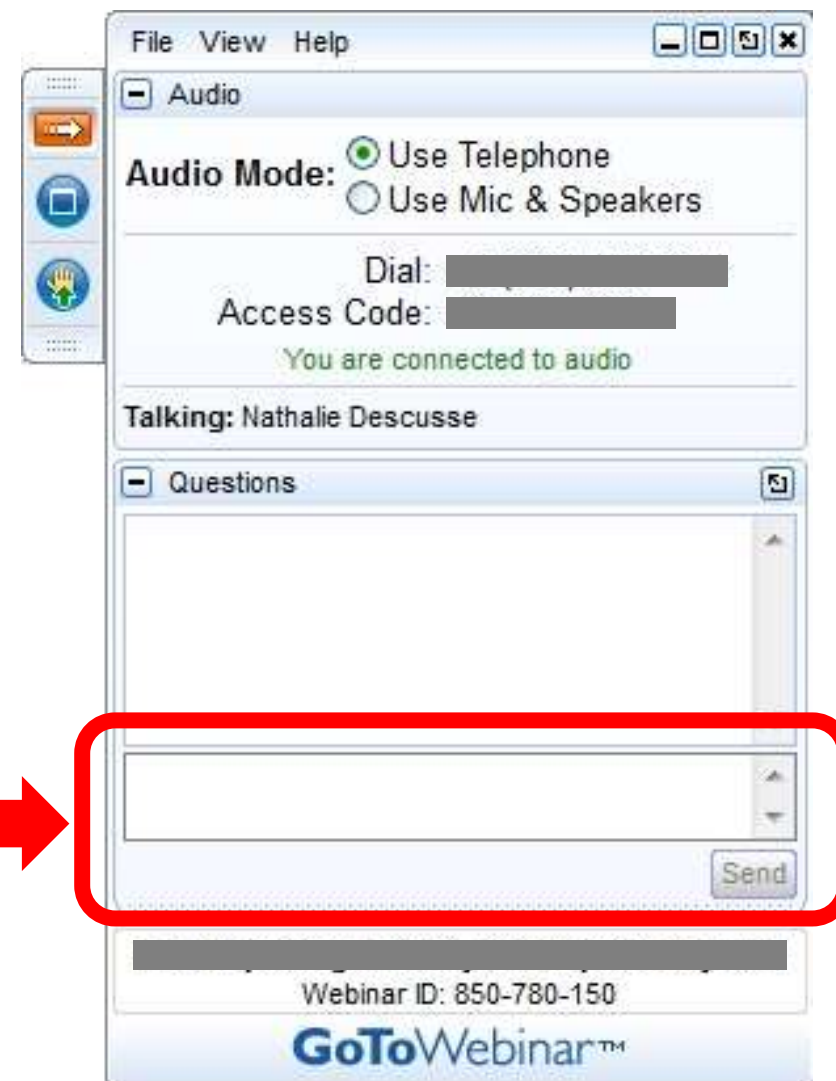 File View Help
Audio
Audio Mode: Use Telephone
Use Mic & Speakers
Dial:
Access Code:
You are connected to audio
Talking: Nathalie Descusse
Questions
Send
Webinar ID: 850-780-150
GoToWebinar™